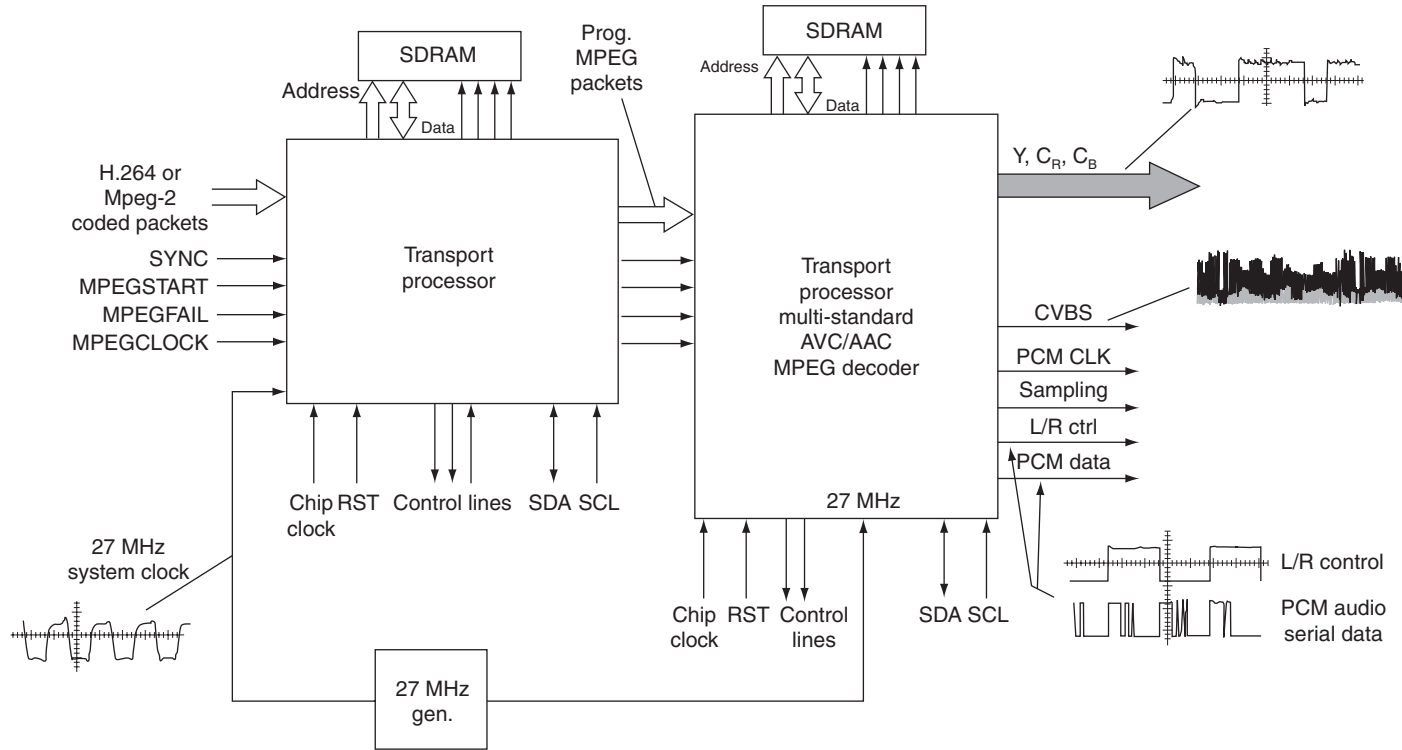 SDRAM
Address
Data
Prog.
MPEG
packets
SDRAM
Address
Data
H.264 or
Mpeg-2
coded packets
SYNC
MPEGSTART
MPEGFAIL
MPEGCLOCK
Transport
processor
Transport
processor
multi-standard
AVC/AAC
MPEG decoder
27 MHz
Y, CR, CB
CVBS
PCM CLK
Sampling
L/R ctrl
PCM data
Chip
clock
RST
Control lines
SDA SCL
27 MHz
system clock
Chip
clock
RST
Control
lines
SDA SCL
L/R control
PCM audio
serial data
27 MHz
gen.